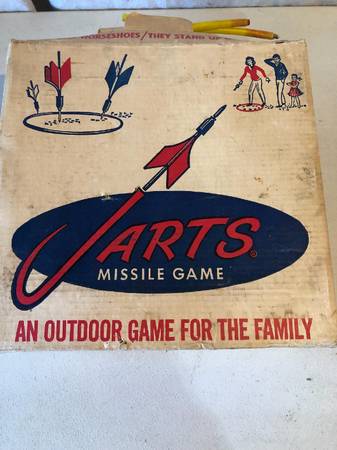 HORSESHOES/THEY STAND UP
JARTS®
MISSILE GAME
AN OUTDOOR GAME FOR THE FAMILY